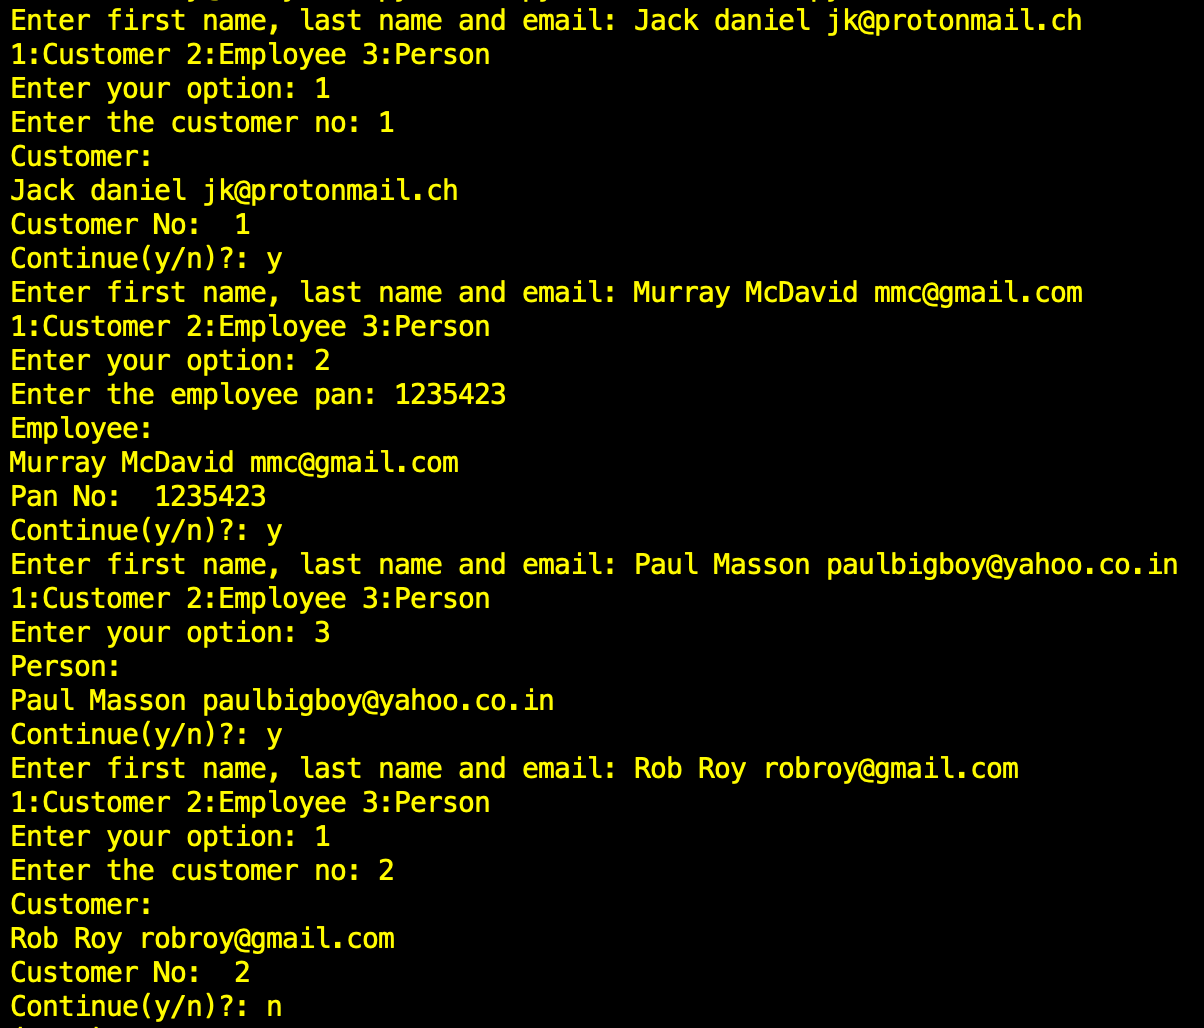 Enter first name, last name and email: Jack daniel jk@protonmail.ch
1:Customer 2:Employee 3:Person
Enter your option: 1
Enter the customer no: 1
Customer:
Jack daniel jk@protonmail.ch
Customer No:  1
Continue(y/n)?: y
Enter first name, last name and email: Murray McDavid mmc@gmail.com
1:Customer 2:Employee 3:Person
Enter your option: 2
Enter the employee pan: 1235423
Employee:
Murray McDavid mmc@gmail.com
Pan No:  1235423
Continue(y/n)?: y
Enter first name, last name and email: Paul Masson paulbigboy@yahoo.co.in
1:Customer 2:Employee 3:Person
Enter your option: 3
Person:
Paul Masson paulbigboy@yahoo.co.in
Continue(y/n)?: y
Enter first name, last name and email: Rob Roy robroy@gmail.com
1:Customer 2:Employee 3:Person
Enter your option: 1
Enter the customer no: 2
Customer:
Rob Roy robroy@gmail.com
Customer No:  2
Continue(y/n)?: n